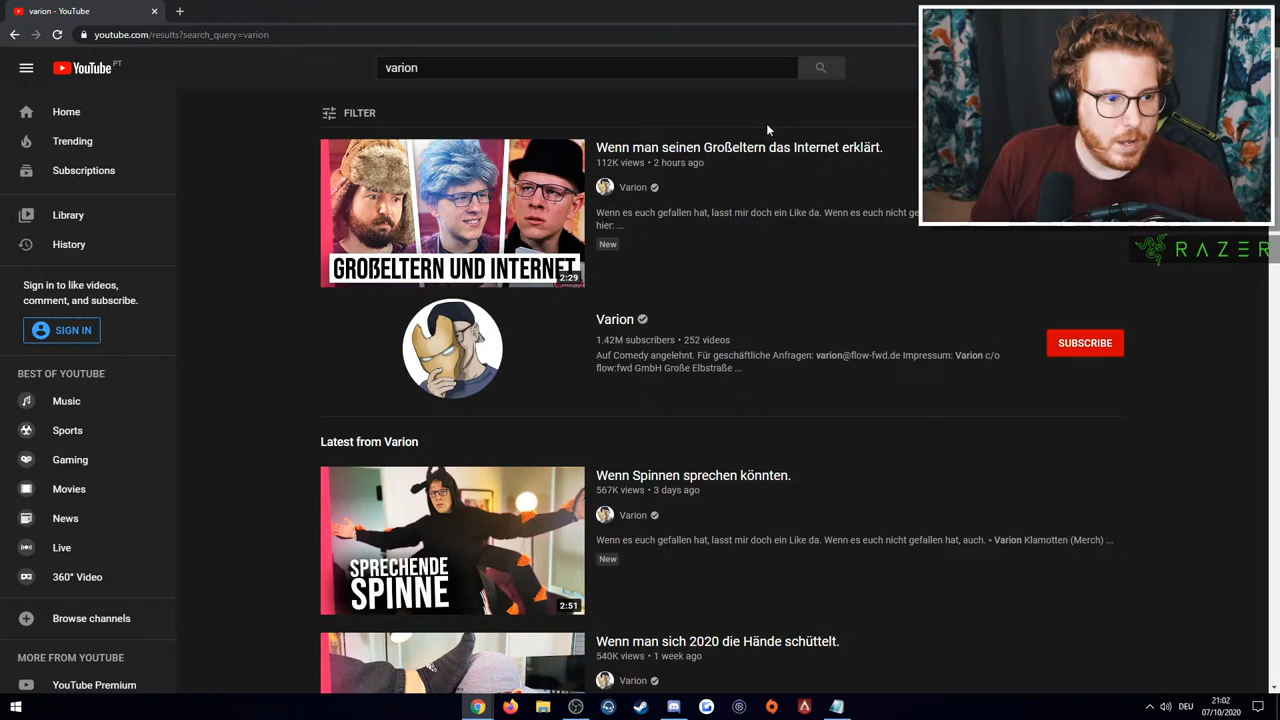 varion - YouTube
youtube.com/results?search_query=varion
YouTube PT
varion
Home
Trending
Subscriptions
Library
History
Sign in to like videos,
comment, and subscribe.
SIGN IN
BEST OF YOUTUBE
Music
Sports
Gaming
Movies
News
Live
360° Video
Browse channels
MORE FROM YOUTUBE
YouTube Premium
FILTER
GROẞELTERN UND INTERNET
2:29
Wenn man seinen Großeltern das Internet erklärt.
112K views • 2 hours ago
Varion
Wenn es euch gefallen hat, lasst mir doch ein Like da. Wenn es euch nicht ge
hier: ...
New
Varion
1.42M subscribers • 252 videos
Auf Comedy angelehnt. Für geschäftliche Anfragen: varion@flow-fwd.de Impressum: Varion c/o
flow:fwd GmbH Große Elbstraße ...
SUBSCRIBE
Latest from Varion
SPRECHENDE
SPINNE
2:51
Wenn Spinnen sprechen könnten.
567K views • 3 days ago
Varion
Wenn es euch gefallen hat, lasst mir doch ein Like da. Wenn es euch nicht gefallen hat, auch. • Varion Klamotten (Merch) ...
New
Wenn man sich 2020 die Hände schüttelt.
540K views • 1 week ago
Varion
RAZER
DEU
21:02
07/10/2020